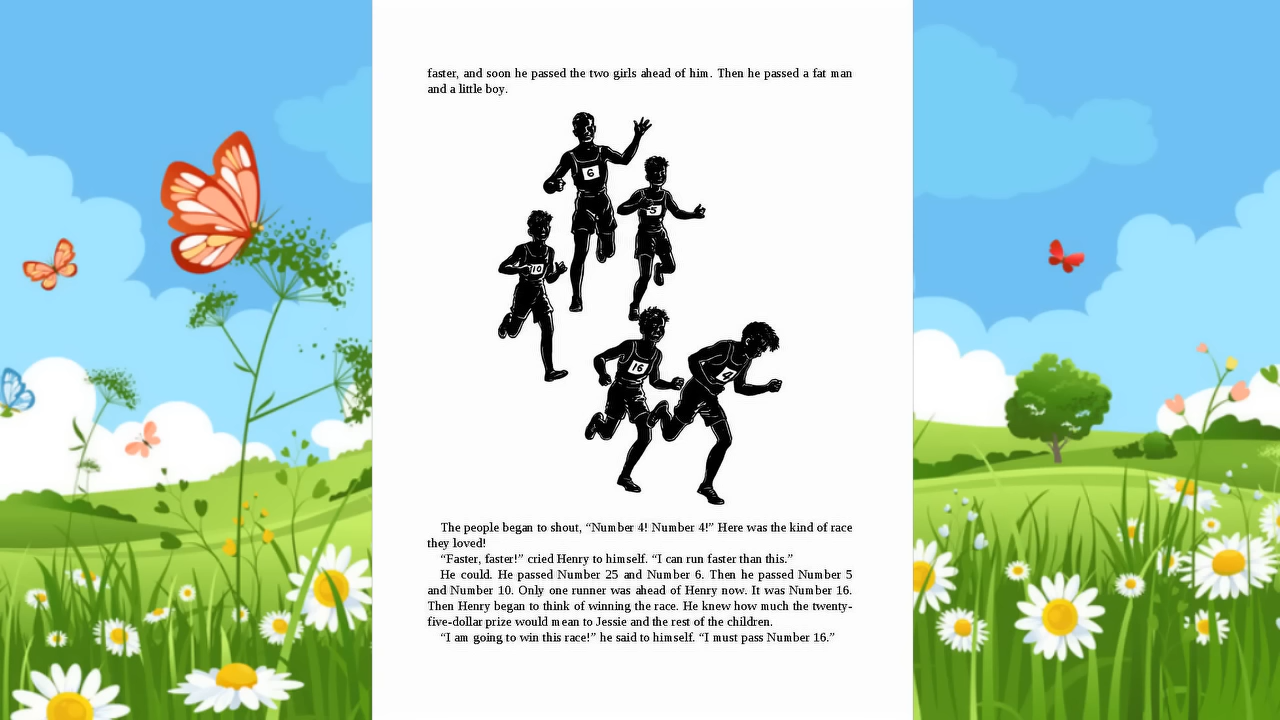 faster, and soon he passed the two girls ahead of him. Then he passed a fat man
and a little boy.
6
5
10
16
4
The people began to shout, “Number 4! Number 4!” Here was the kind of race
they loved!
“Faster, faster!” cried Henry to himself. “I can run faster than this.”
He could. He passed Number 25 and Number 6. Then he passed Number 5
and Number 10. Only one runner was ahead of Henry now. It was Number 16.
Then Henry began to think of winning the race. He knew how much the twenty-
five-dollar prize would mean to Jessie and the rest of the children.
“I am going to win this race!” he said to himself. “I must pass Number 16.”